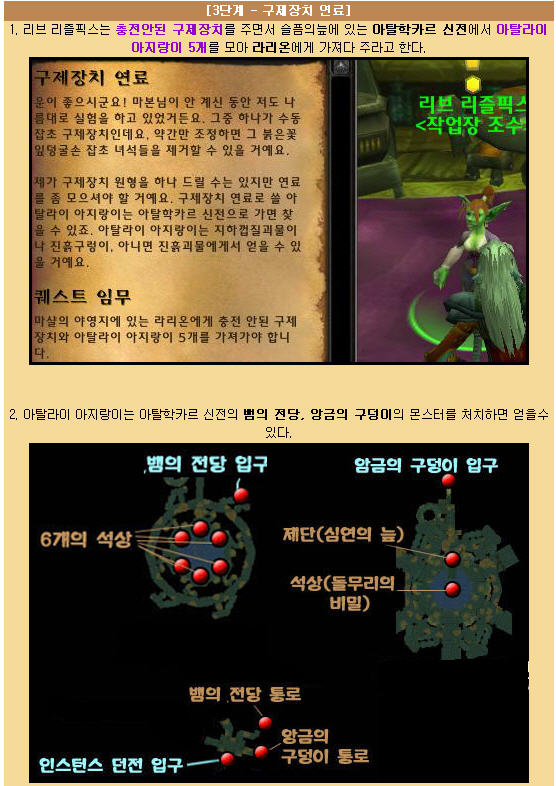 [3단계 - 구제장치 연료]
1. 리브 리즐픽스는 충전안된 구제장치를 주면서 슬픔의늪에 있는 아탈학카르 신전에서 아탈라이
아지랑이 5개를 모아 라리온에게 가져다 주라고 한다.
구제장치 연료
운이 좋으시군요! 마본님이 안 계신 동안 저도 나
름대로 실험을 하고 있었거든요. 그중 하나가 수동
잡초 구제장치인데요. 약간만 조정하면 그 붉은꽃
잎덩굴손 잡초 녀석들을 제거할 수 있을 거예요.
제가 구제장치 원형을 하나 드릴 수는 있지만 연료
를 좀 모으셔야 할 거예요. 구제장치 연료로 쓸 아
탈라이 아지랑이는 아탈학카르 신전으로 가면 찾
을 수 있죠. 아탈라이 아지랑이는 지하껍질괴물이
나 진흙구렁이, 아니면 진흙괴물에게서 얻을 수 있
을 거예요.
퀘스트 임무
마샬의 야영지에 있는 라리온에게 충전 안된 구제
장치와 아탈라이 아지랑이 5개를 가져가야 합니
다.
리브 리즐픽스
<작업장 조수
2. 아탈라이 아지랑이는 아탈학카르 신전의 뱀의 전당, 앙금의 구덩이의 몬스터를 처치하면 얻을수
있다.
뱀의 전당 입구
앙금의 구덩이 입구
6개의 석상
제단(심연의 늪)
석상(돌무리의
비밀)
뱀의 전당 통로
앙금의
구덩이 통로
인스턴스 던전 입구